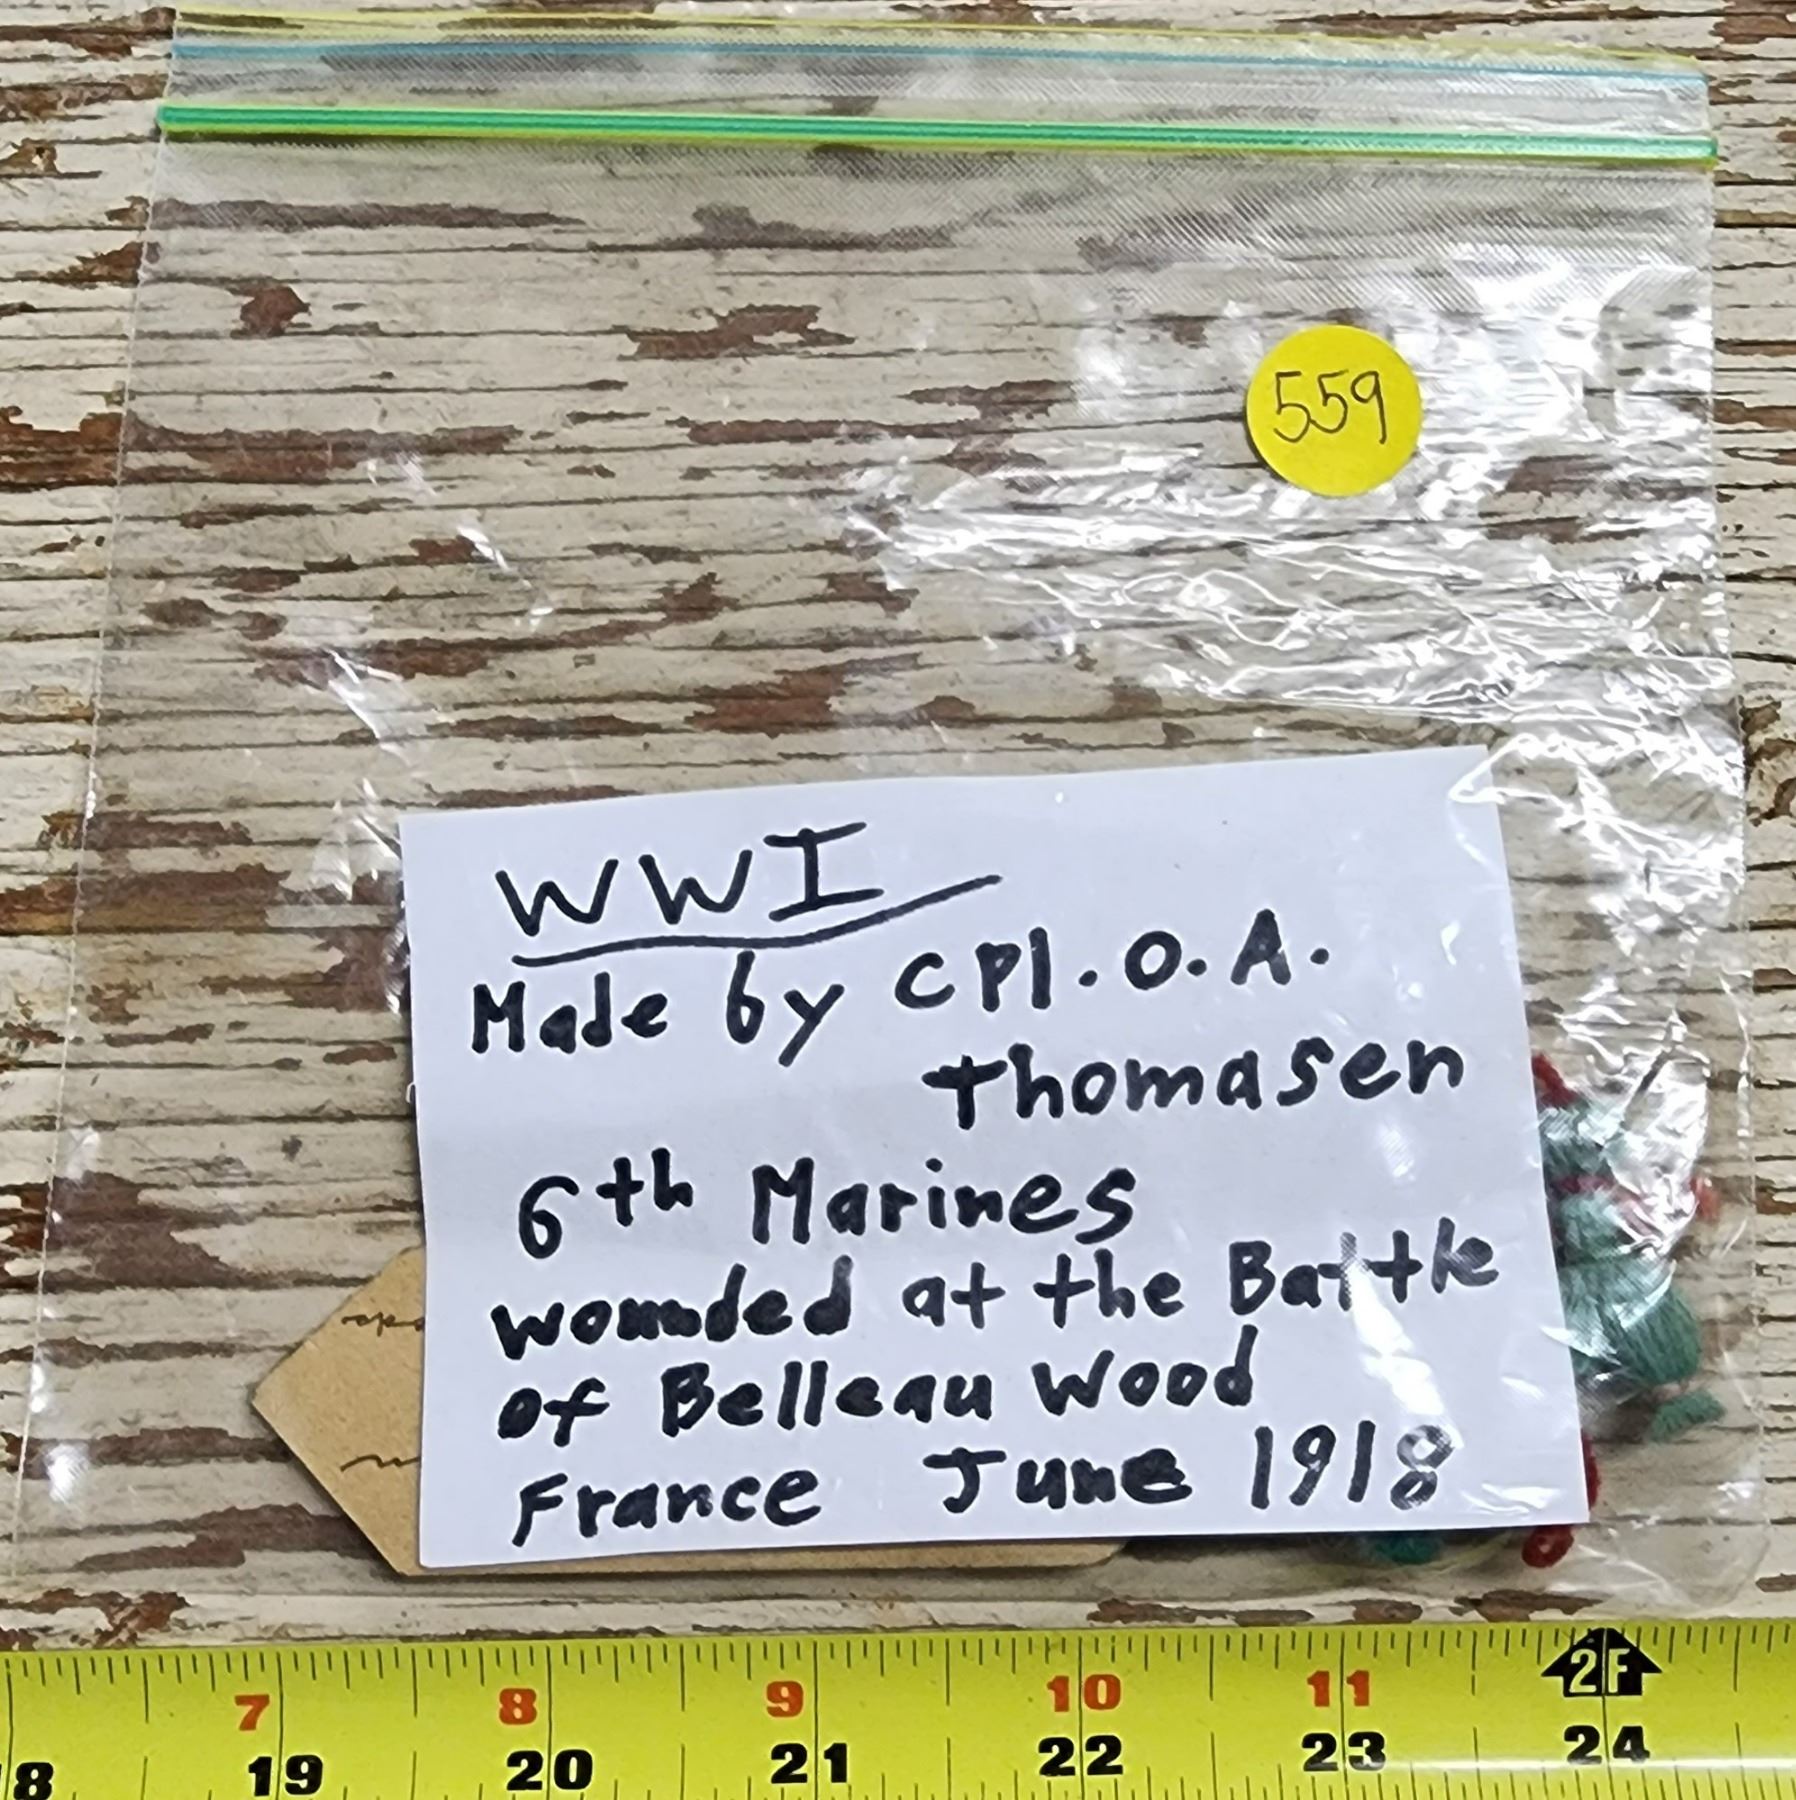 559
WWI
Made by CPl. O. A.
Thomasen
6th Marines
wounded at the Battle
of Belleau Wood
France June 1918
7 8 9 10 11 2F
8 19 20 21 22 23 24